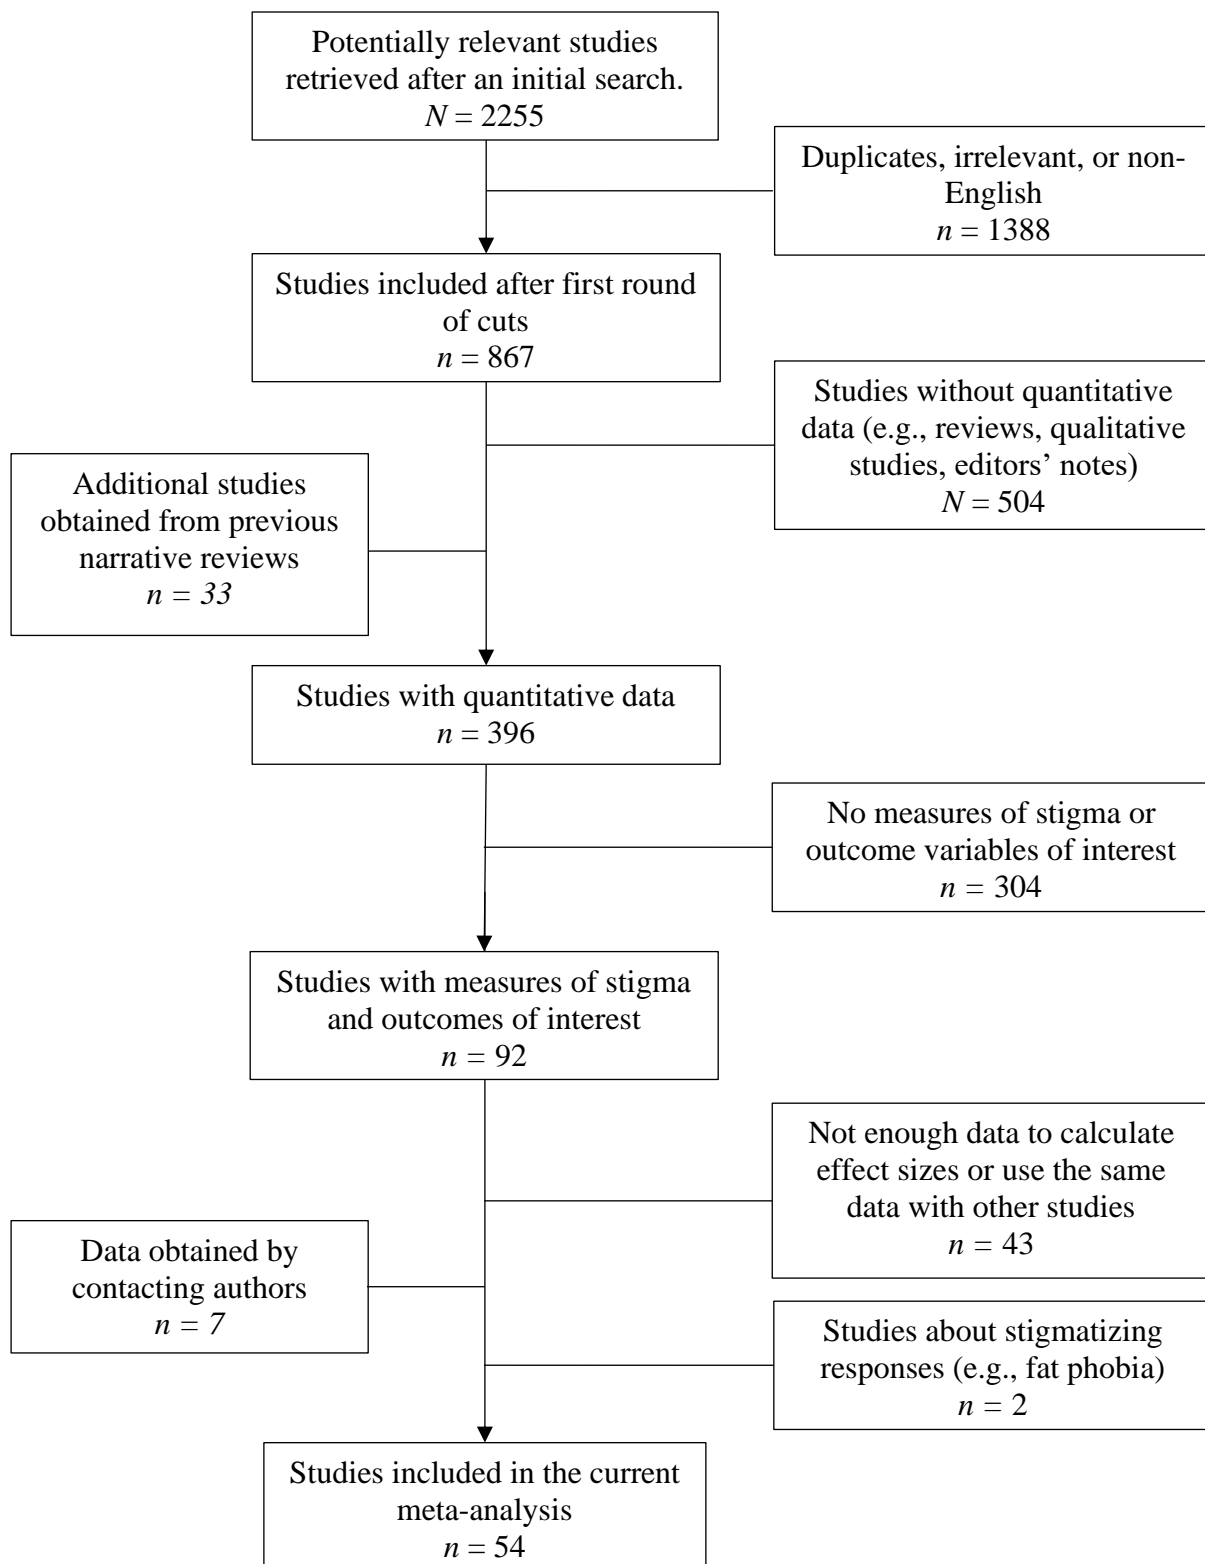 Potentially relevant studies
retrieved after an initial search.
N = 2255
Duplicates, irrelevant, or non-
English
n = 1388
Studies included after first round
of cuts
n = 867
Studies without quantitative
data (e.g., reviews, qualitative
studies, editors’ notes)
N = 504
Additional studies
obtained from previous
narrative reviews
n = 33
Studies with quantitative data
n = 396
No measures of stigma or
outcome variables of interest
n = 304
Studies with measures of stigma
and outcomes of interest
n = 92
Not enough data to calculate
effect sizes or use the same
data with other studies
n = 43
Data obtained by
contacting authors
n = 7
Studies about stigmatizing
responses (e.g., fat phobia)
n = 2
Studies included in the current
meta-analysis
n = 54